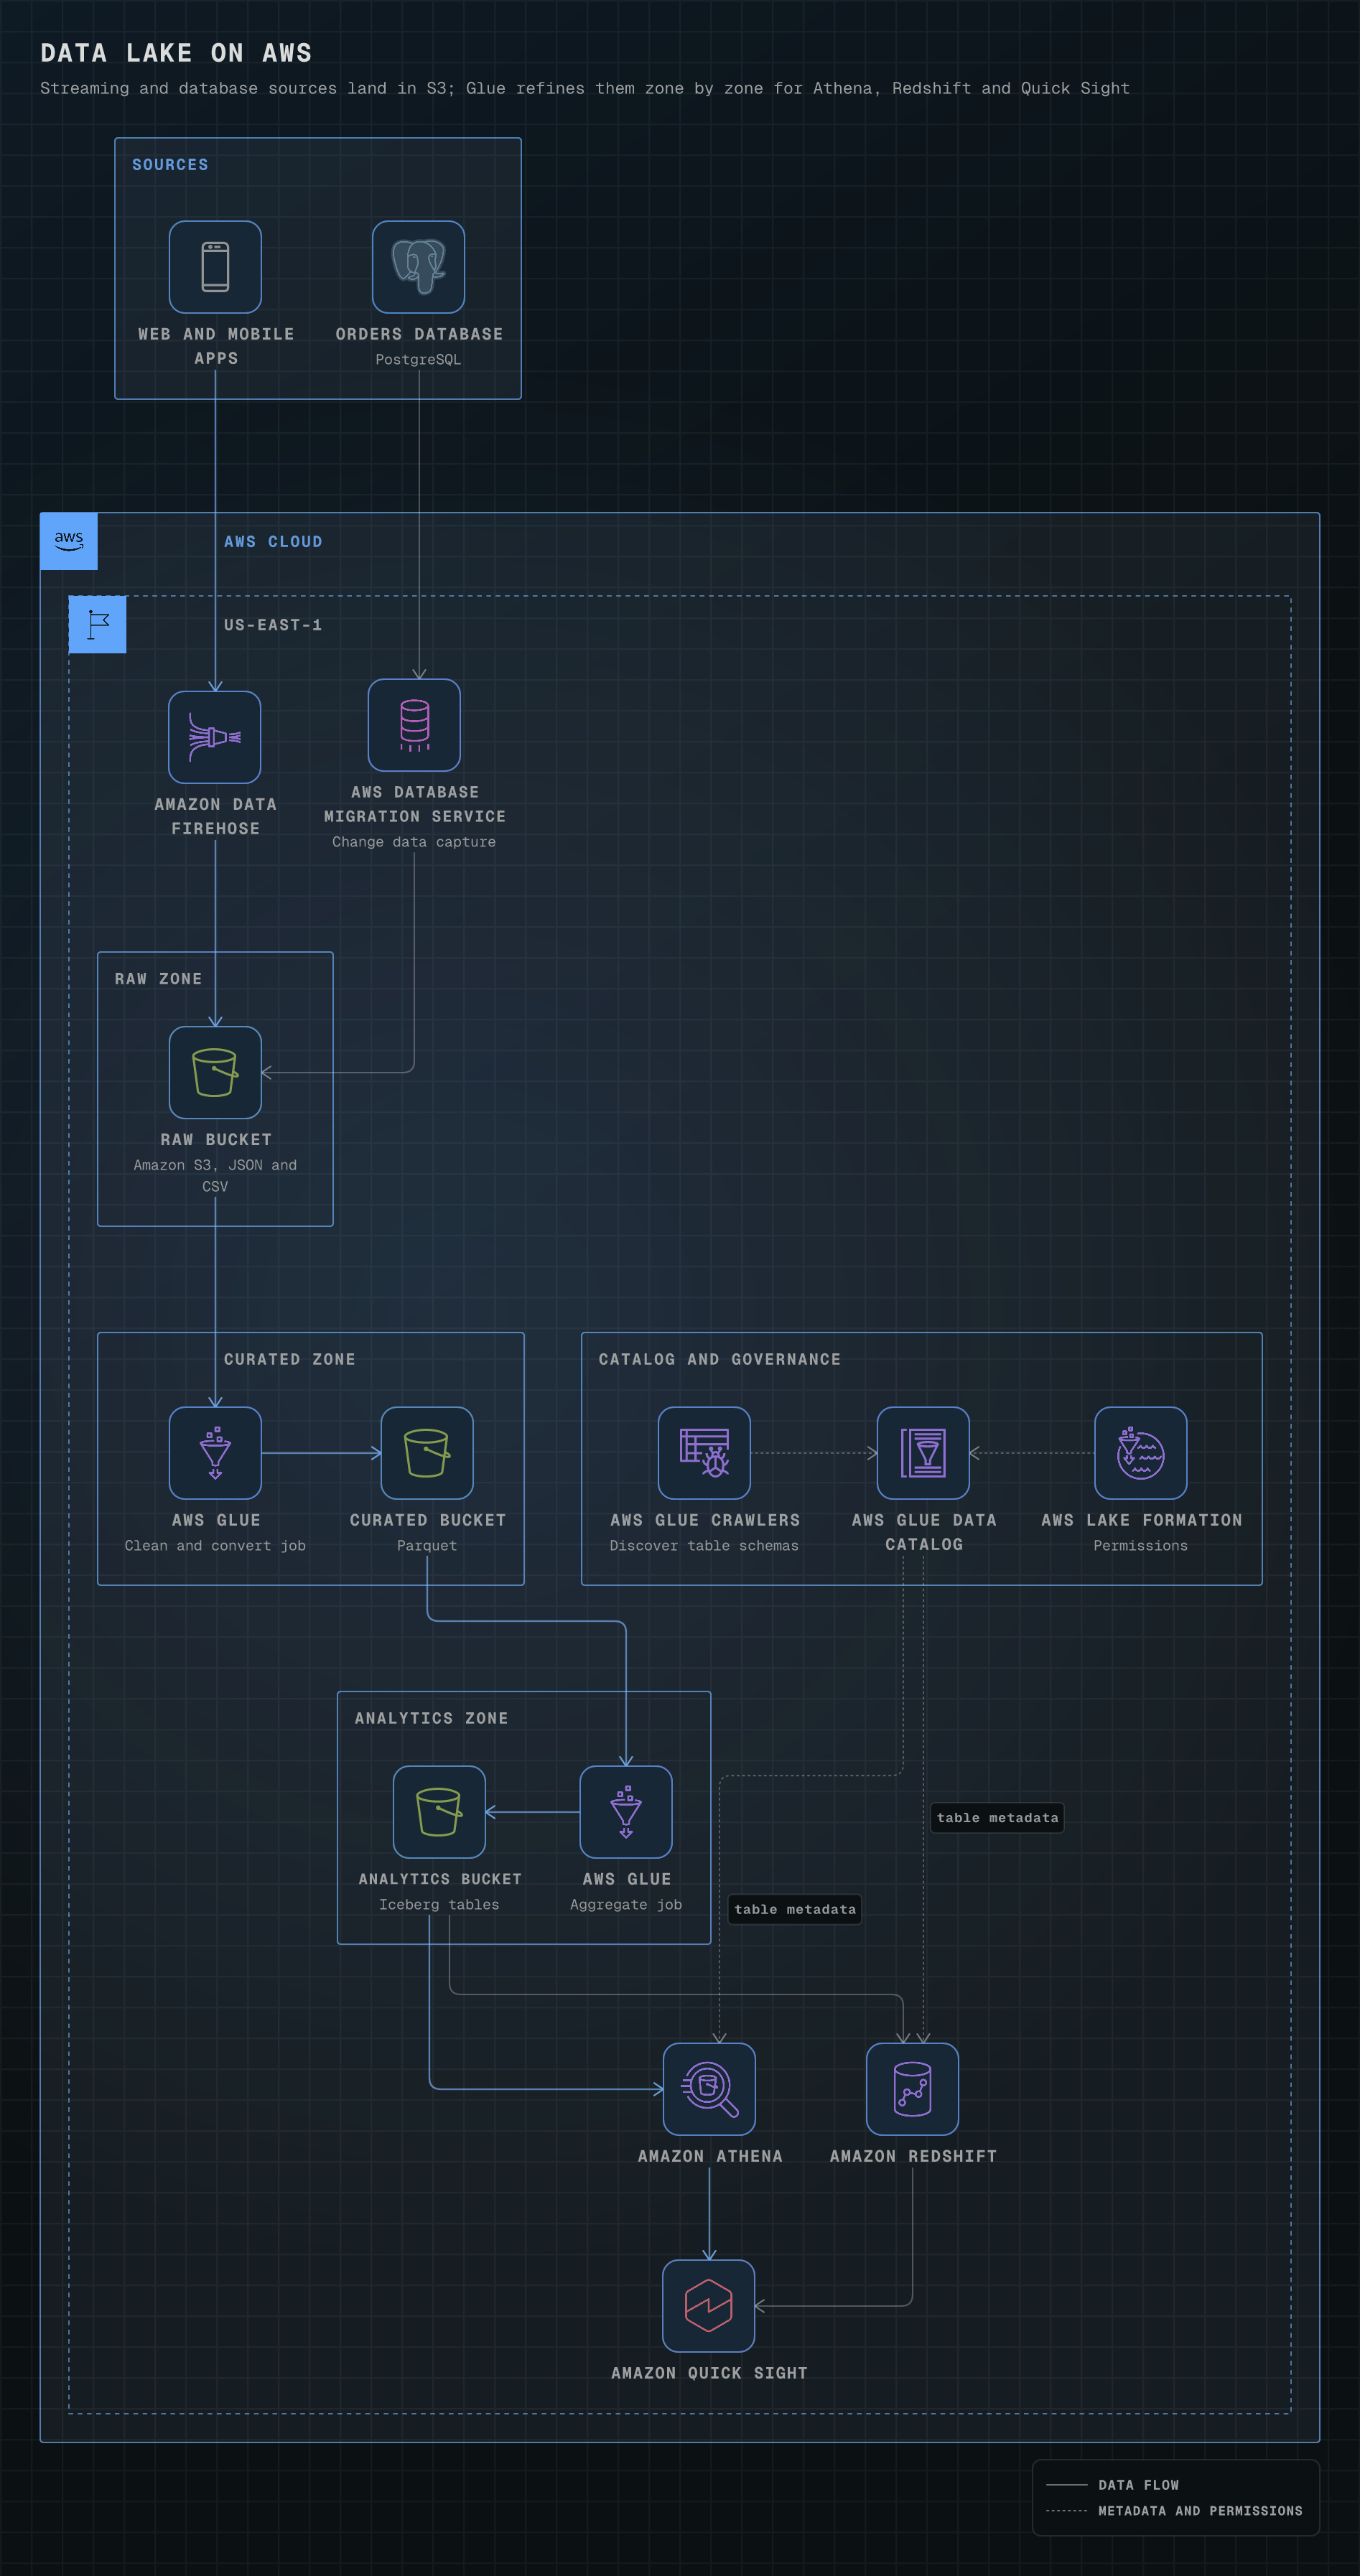 DATA LAKE ON AWS
Streaming and database sources land in S3; Glue refines them zone by zone for Athena, Redshift and Quick Sight
SOURCES
WEB AND MOBILE
APPS
ORDERS DATABASE
PostgreSQL
aws
AWS CLOUD
US-EAST-1
AMAZON DATA
FIREHOSE
AWS DATABASE
MIGRATION SERVICE
Change data capture
RAW ZONE
RAW BUCKET
Amazon S3, JSON and
CSV
CURATED ZONE
AWS GLUE
Clean and convert job
CURATED BUCKET
Parquet
CATALOG AND GOVERNANCE
AWS GLUE CRAWLERS
Discover table schemas
AWS GLUE DATA
CATALOG
AWS LAKE FORMATION
Permissions
ANALYTICS ZONE
ANALYTICS BUCKET
Iceberg tables
AWS GLUE
Aggregate job
table metadata
table metadata
AMAZON ATHENA
AMAZON REDSHIFT
AMAZON QUICK SIGHT
DATA FLOW
METADATA AND PERMISSIONS